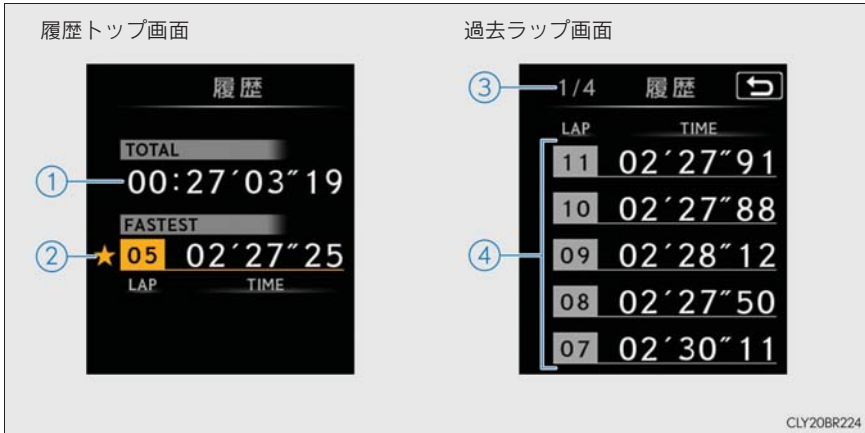 履歴トップ画面
履歴
TOTAL
① 00:27´03″19
FASTEST
② ★ 05 02´27″25
LAP TIME
過去ラップ画面
③ 1/4 履歴
LAP TIME
11 02´27″91
10 02´27″88
④ 09 02´28″12
08 02´27″50
07 02´30″11
CLY20BR224